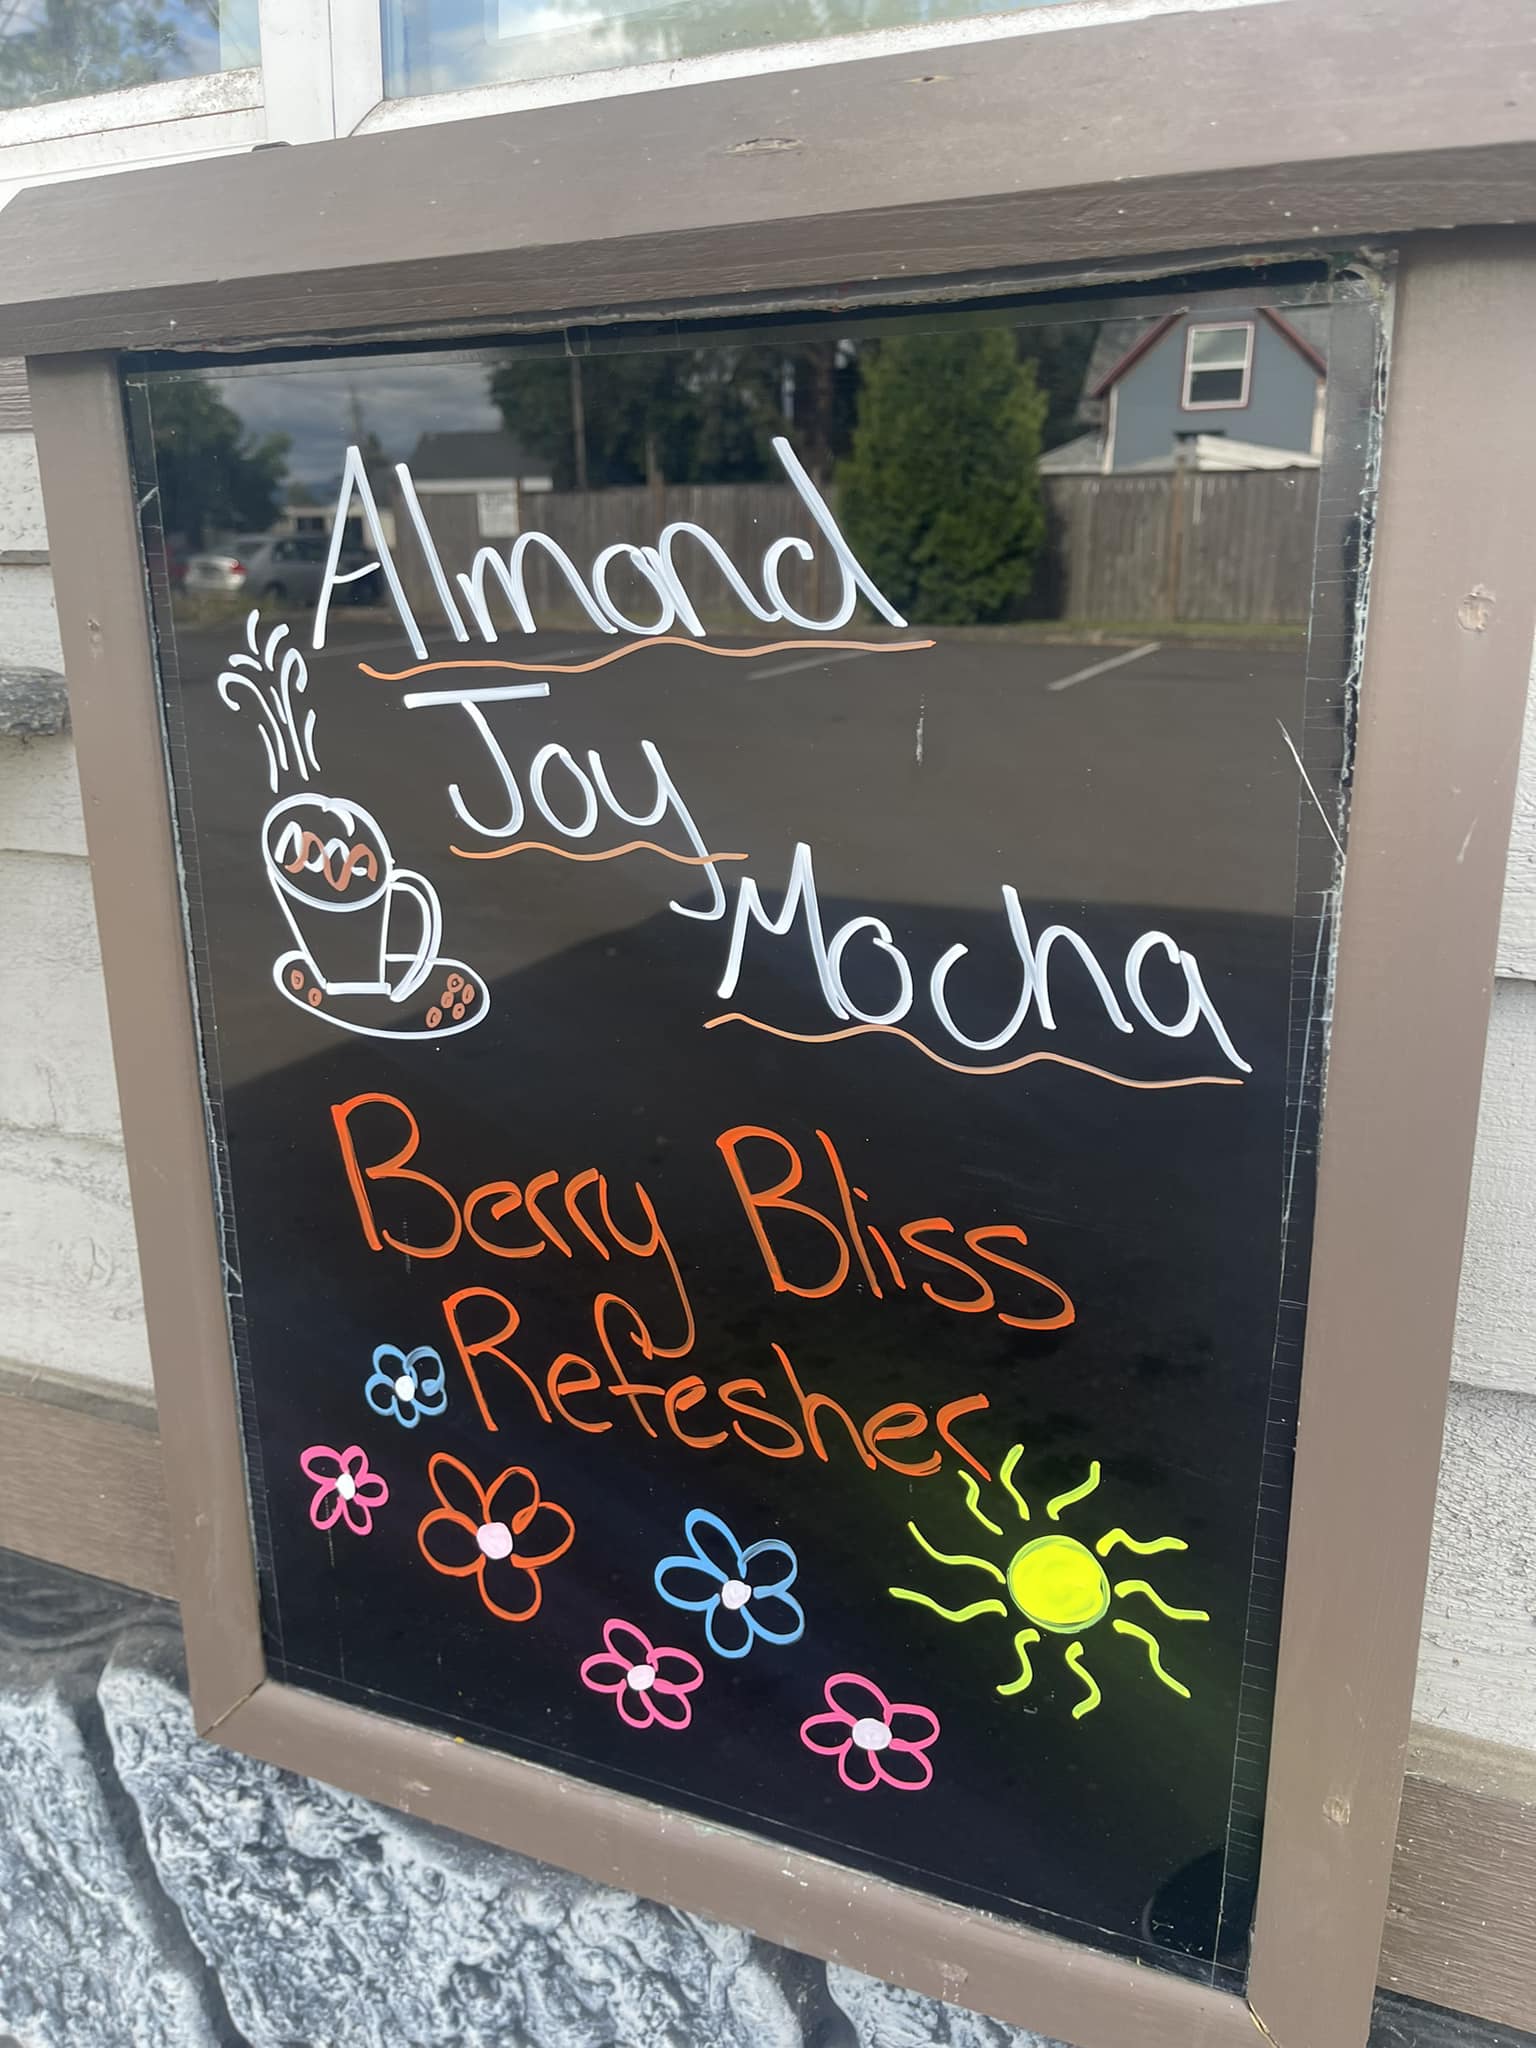 Almond
Joy
Mocha
Berry Bliss
Refesher